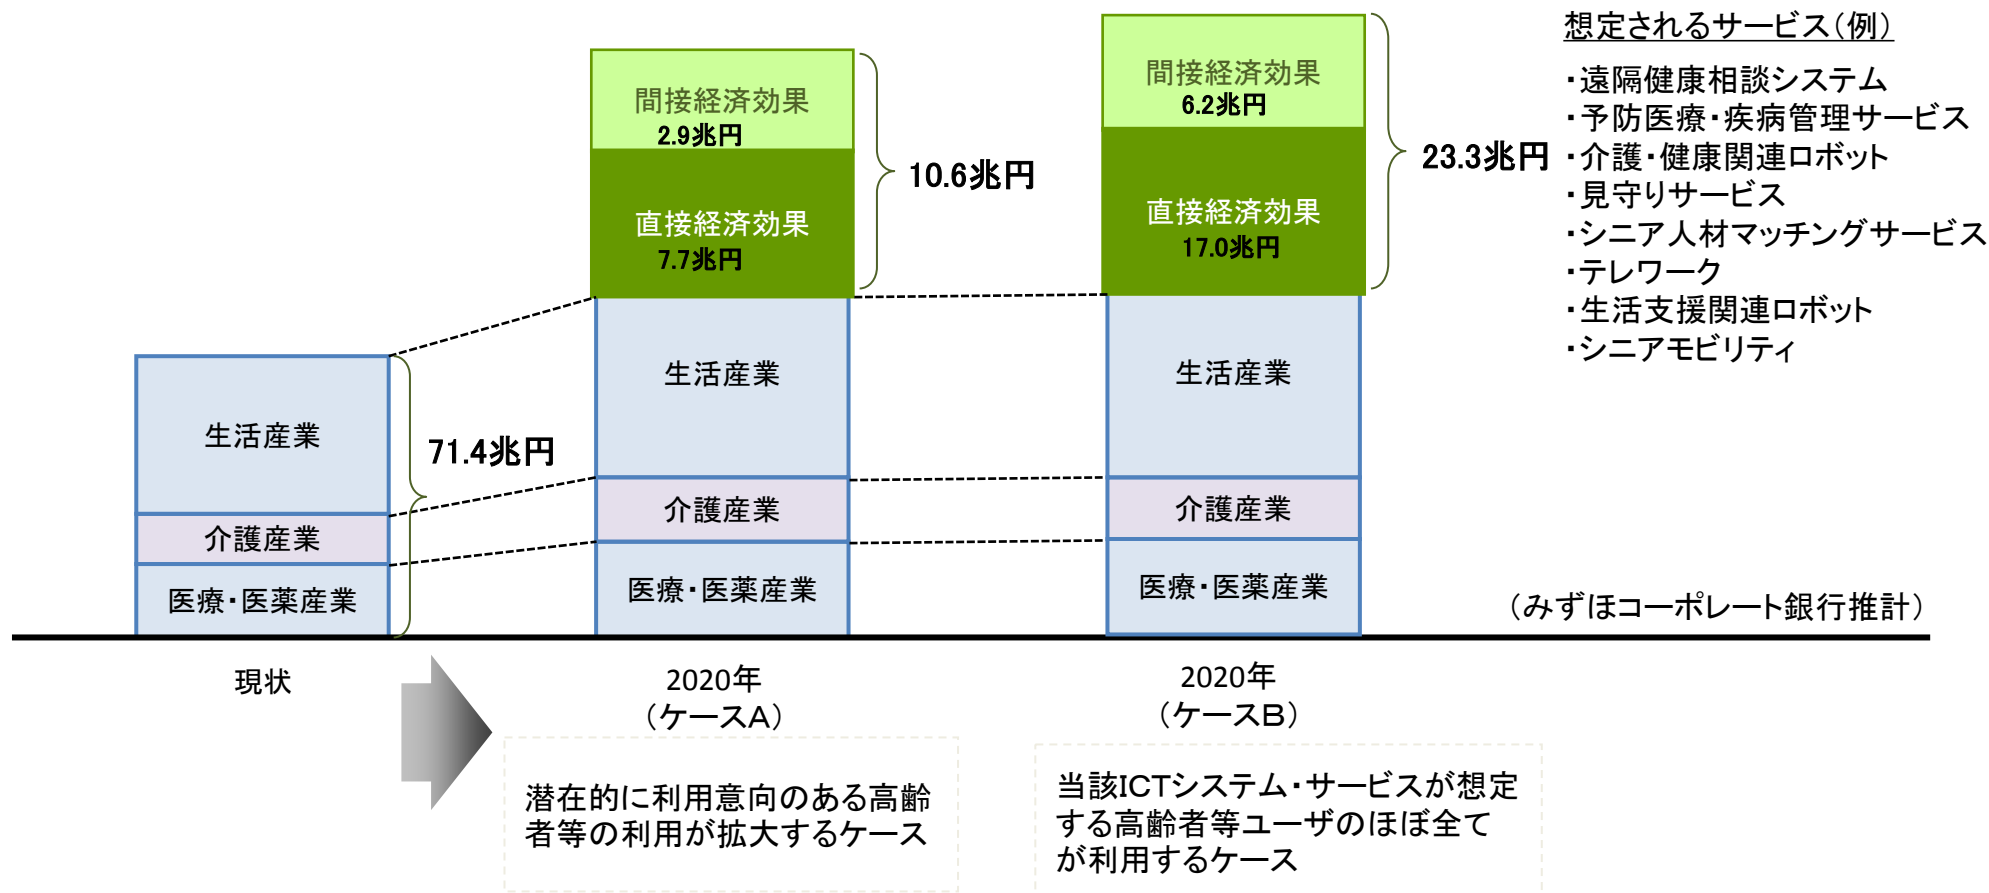 想定されるサービス(例)
・遠隔健康相談システム
・予防医療・疾病管理サービス
・介護・健康関連ロボット
・見守りサービス
・シニア人材マッチングサービス
・テレワーク
・生活支援関連ロボット
・シニアモビリティ
間接経済効果
2.9兆円
直接経済効果
7.7兆円
10.6兆円
間接経済効果
6.2兆円
直接経済効果
17.0兆円
23.3兆円
生活産業
介護産業
医療・医薬産業
71.4兆円
生活産業
介護産業
医療・医薬産業
生活産業
介護産業
医療・医薬産業
(みずほコーポレート銀行推計)
現状
2020年
(ケースA)
2020年
(ケースB)
潜在的に利用意向のある高齢
者等の利用が拡大するケース
当該ICTシステム・サービスが想定
する高齢者等ユーザのほぼ全て
が利用するケース